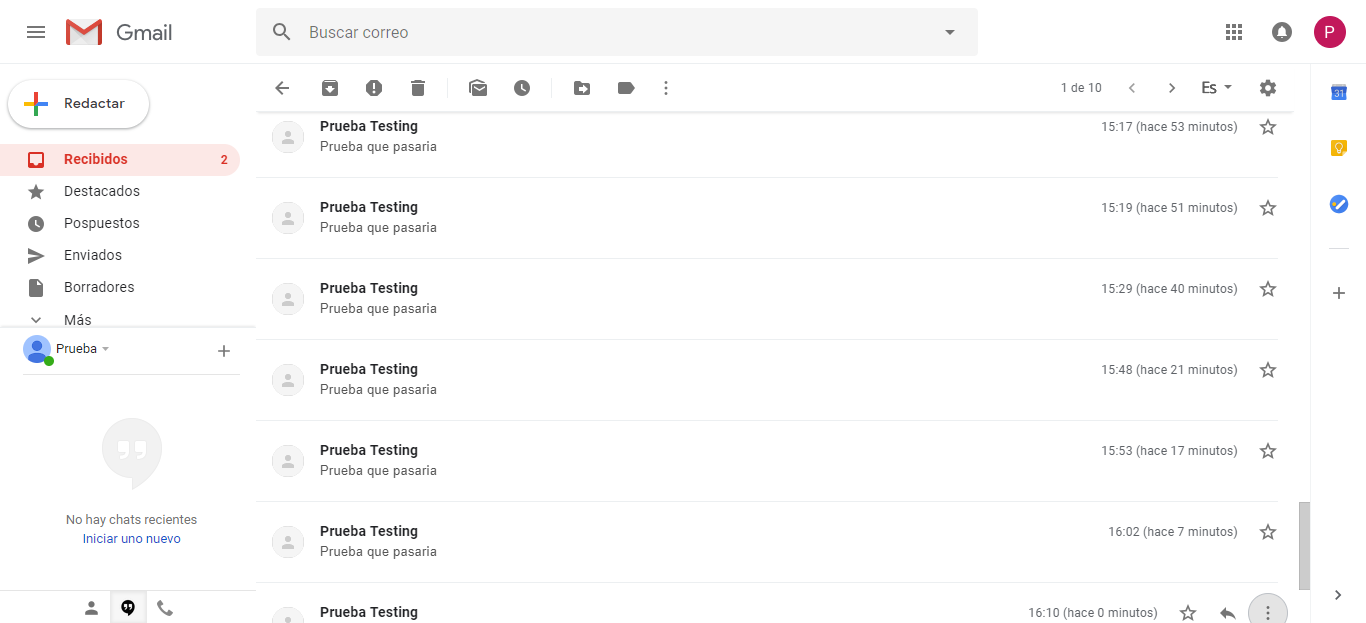 Gmail
Buscar correo
P
Redactar
1 de 10
Es
31
Recibidos 2
Destacados
Pospuestos
Enviados
Borradores
Más
Prueba
No hay chats recientes
Iniciar uno nuevo
Prueba Testing 15:17 (hace 53 minutos)
Prueba que pasaria
Prueba Testing 15:19 (hace 51 minutos)
Prueba que pasaria
Prueba Testing 15:29 (hace 40 minutos)
Prueba que pasaria
Prueba Testing 15:48 (hace 21 minutos)
Prueba que pasaria
Prueba Testing 15:53 (hace 17 minutos)
Prueba que pasaria
Prueba Testing 16:02 (hace 7 minutos)
Prueba que pasaria
Prueba Testing 16:10 (hace 0 minutos)